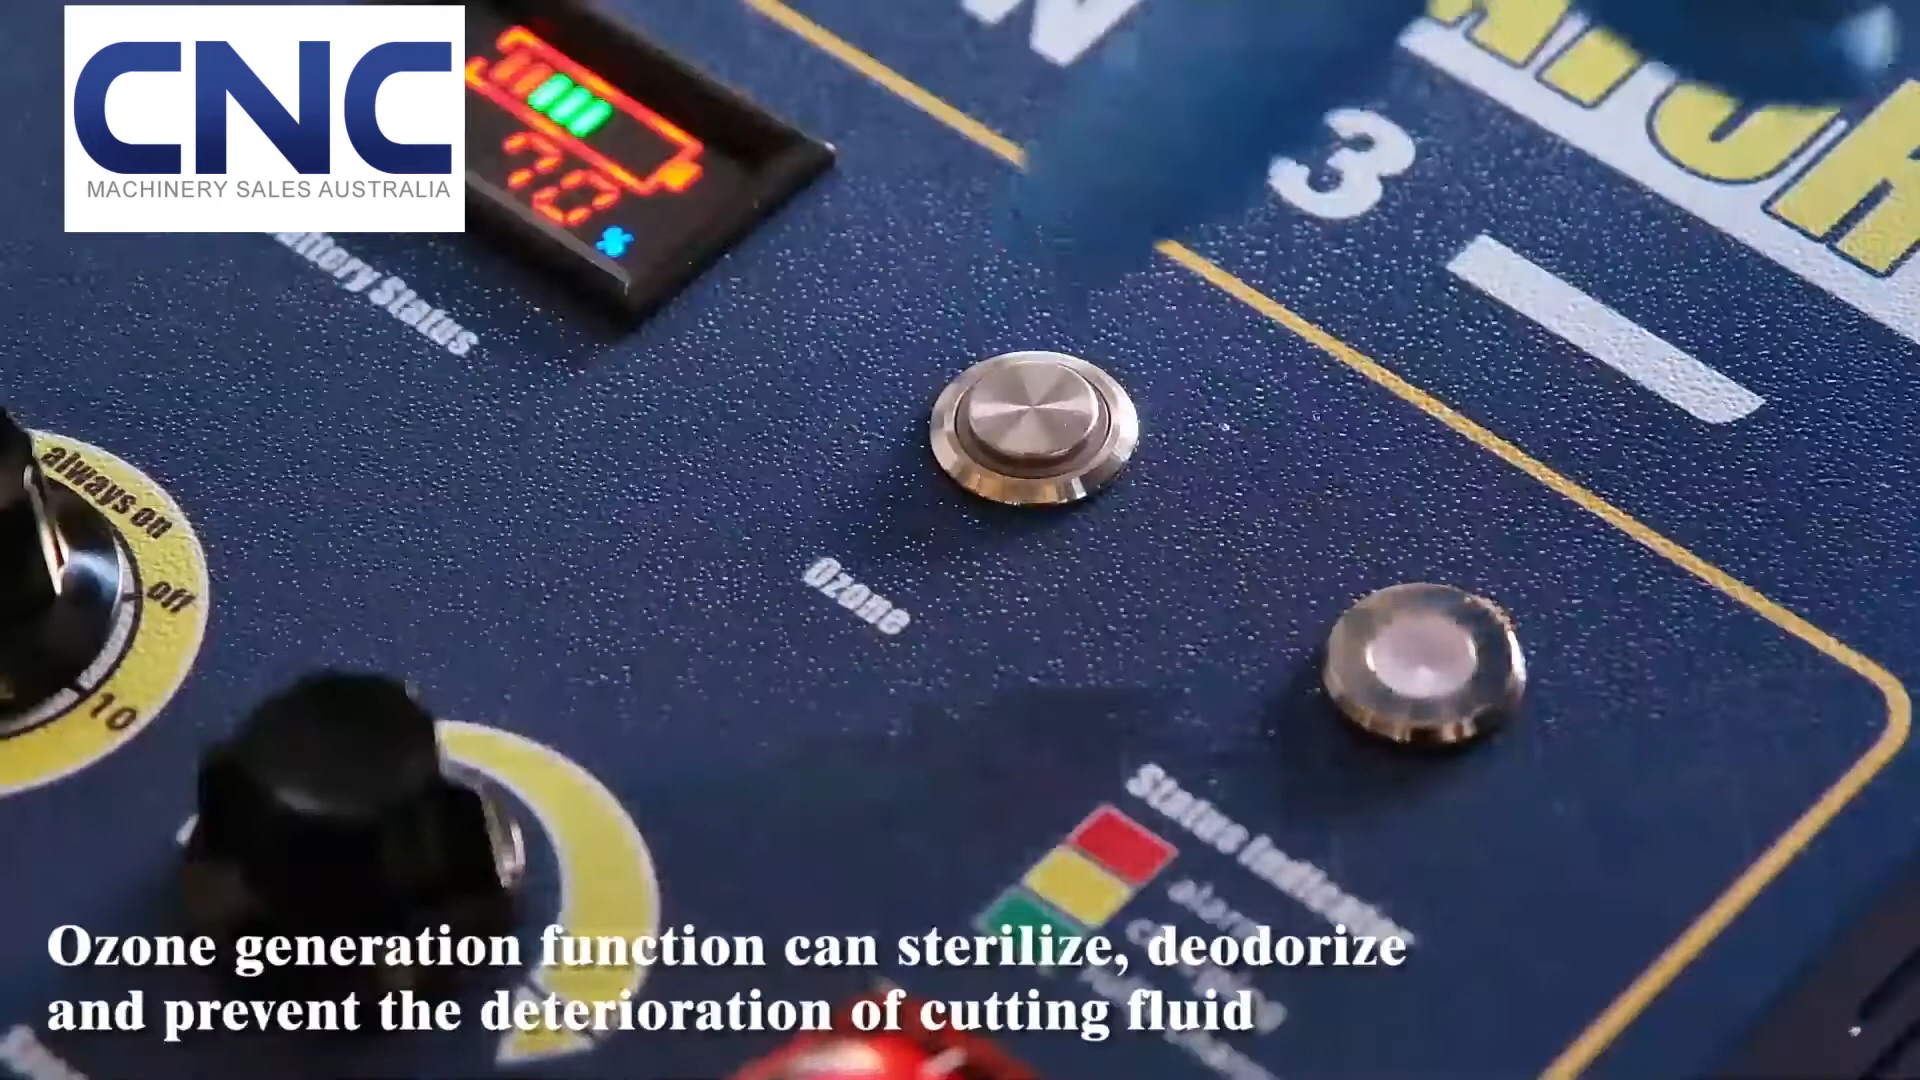 CNC
MACHINERY SALES AUSTRALIA
70
%
3
Status
always on
off
10
Ozone
Status Indicator
Ozone generation function can sterilize, deodorize
and prevent the deterioration of cutting fluid